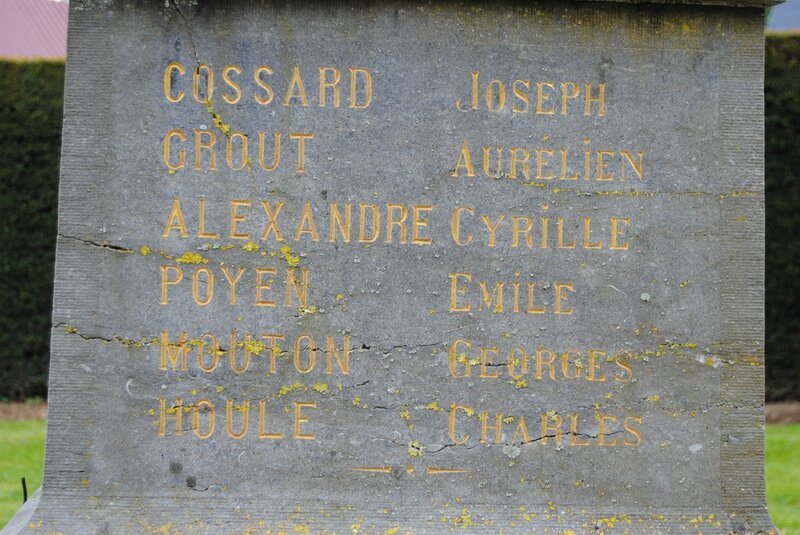 COSSARD JOSEPH
GROUT AURÉLIEN
ALEXANDRE CYRILLE
POYEN EMILE
MOUTON GEORGES
HOULE CHARLES